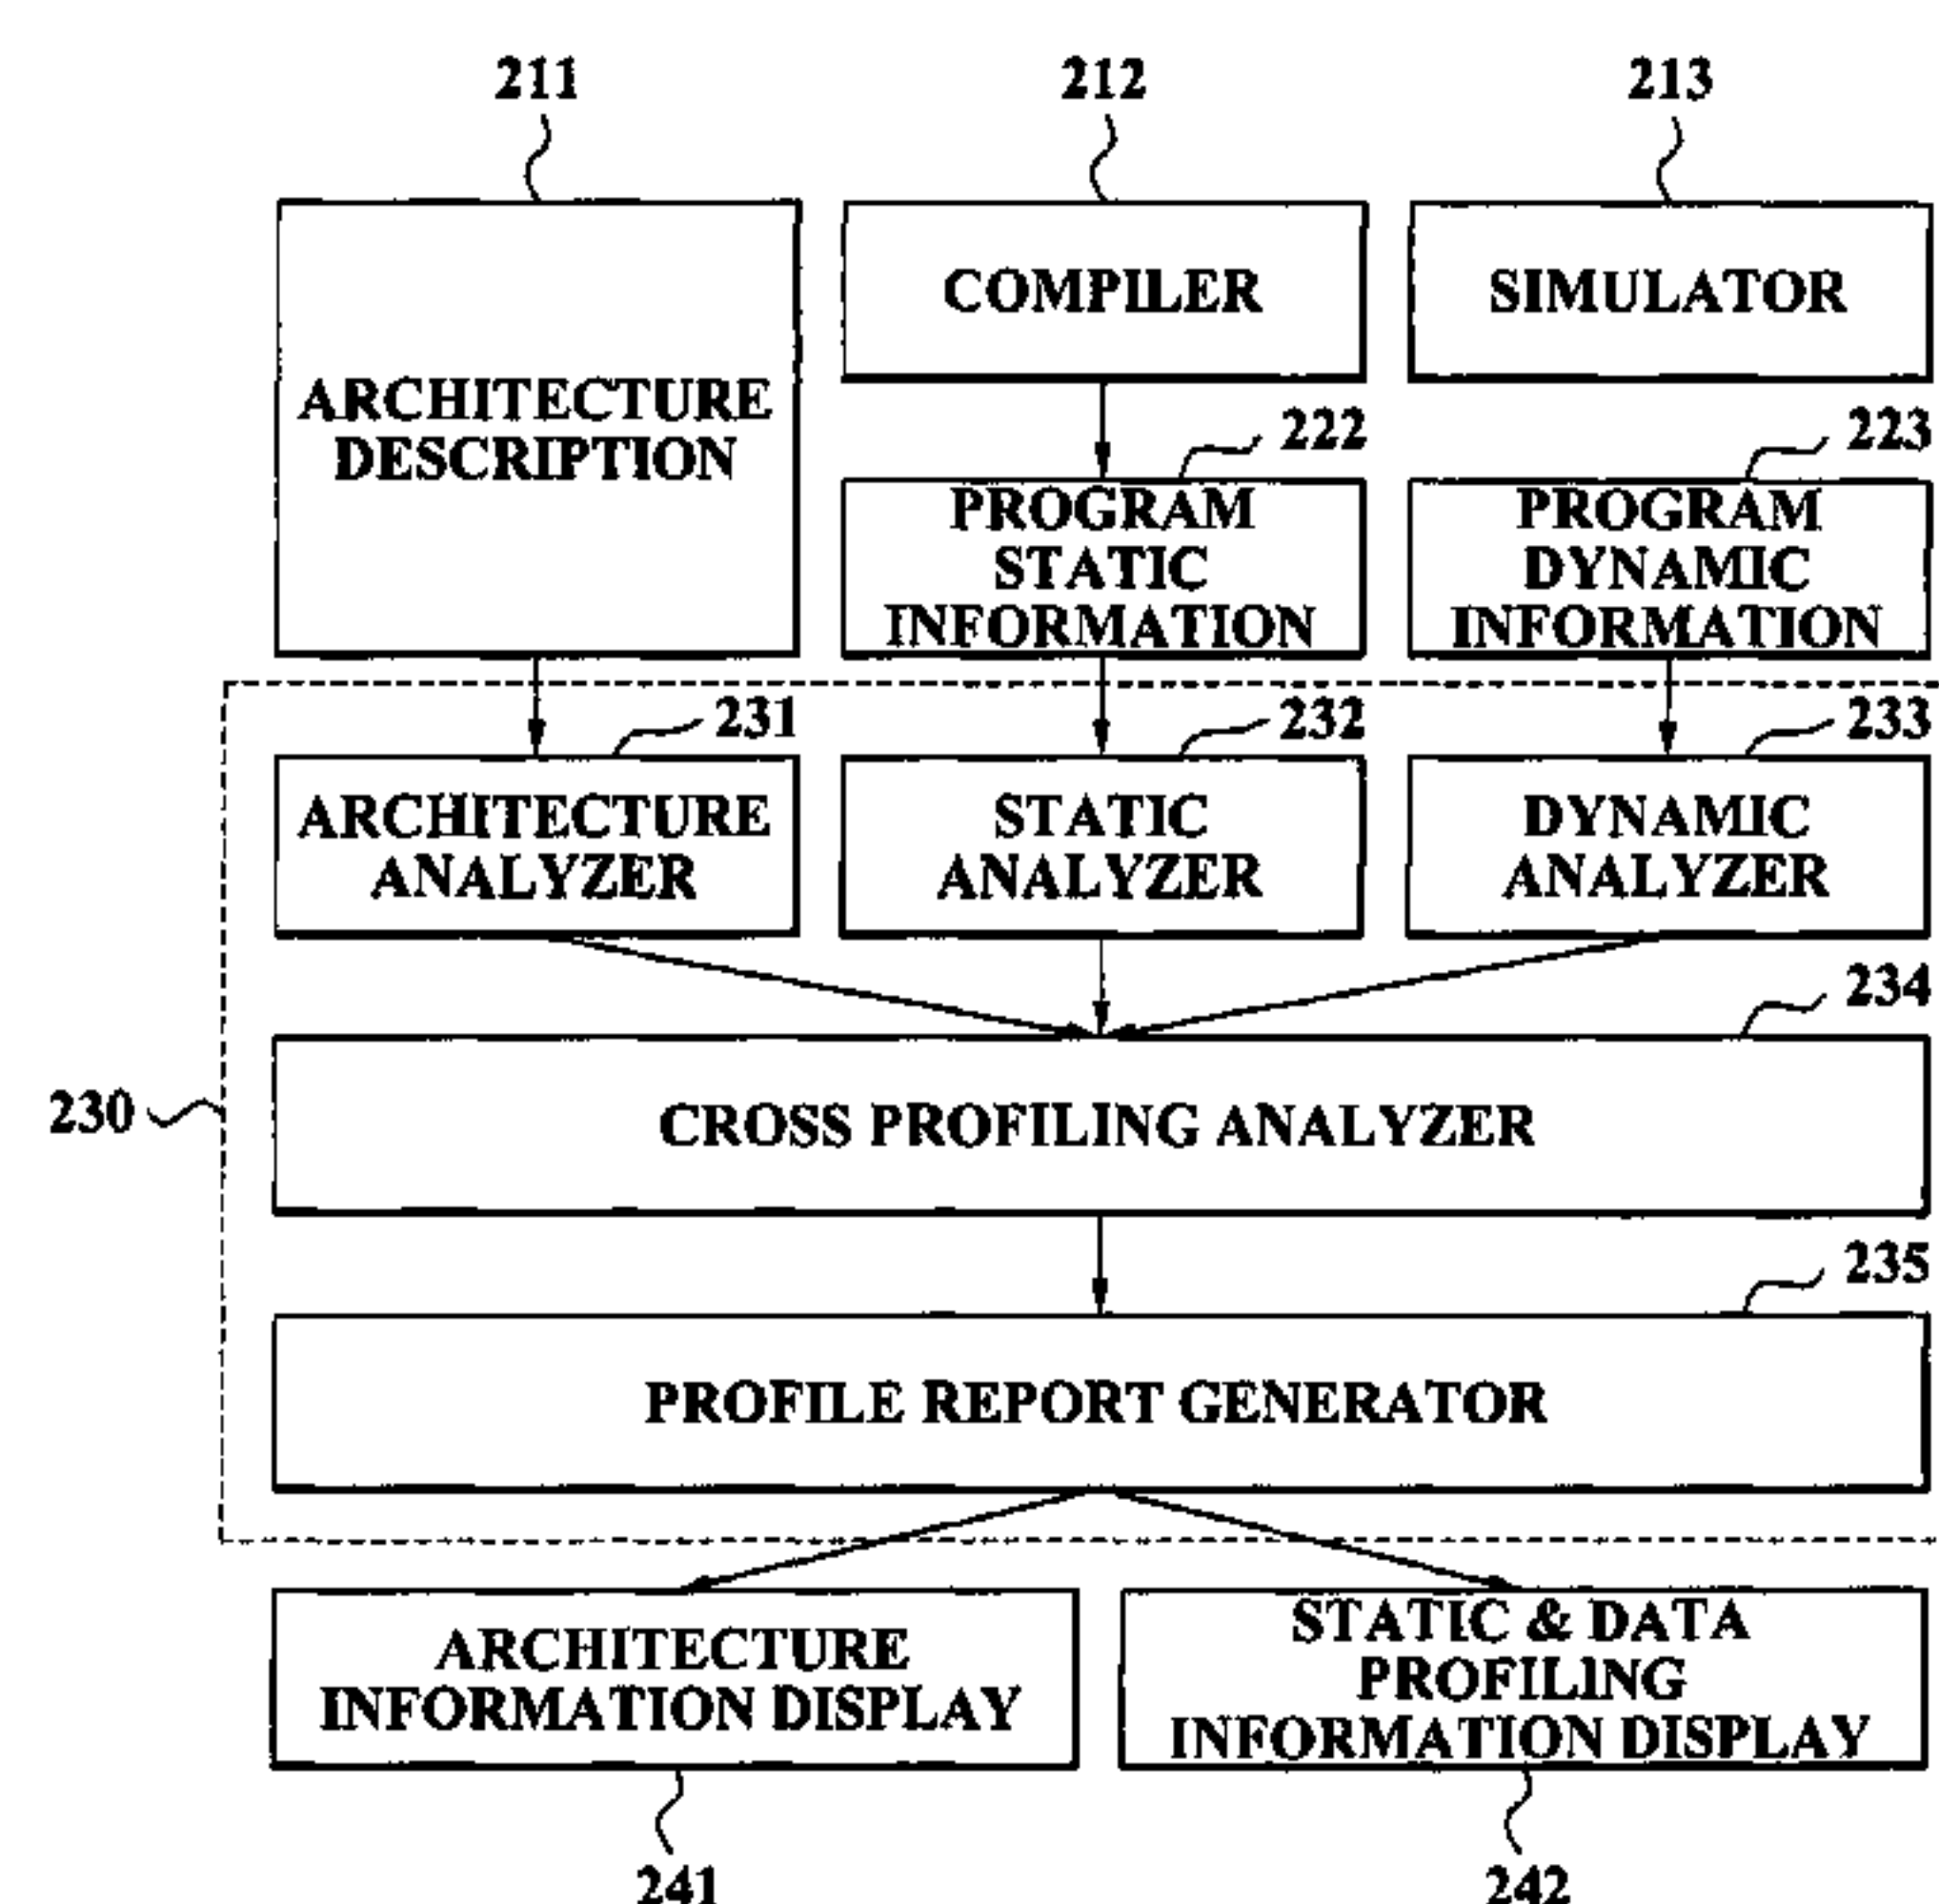 211
212
213
COMPILER
SIMULATOR
ARCHITECTURE
DESCRIPTION
222
223
PROGRAM
STATIC
INFORMATION
PROGRAM
DYNAMIC
INFORMATION
231
232
233
ARCHITECTURE
ANALYZER
STATIC
ANALYZER
DYNAMIC
ANALYZER
234
230
CROSS PROFILING ANALYZER
235
PROFILE REPORT GENERATOR
ARCHITECTURE
INFORMATION DISPLAY
STATIC & DATA
PROFILING
INFORMATION DISPLAY
241
242